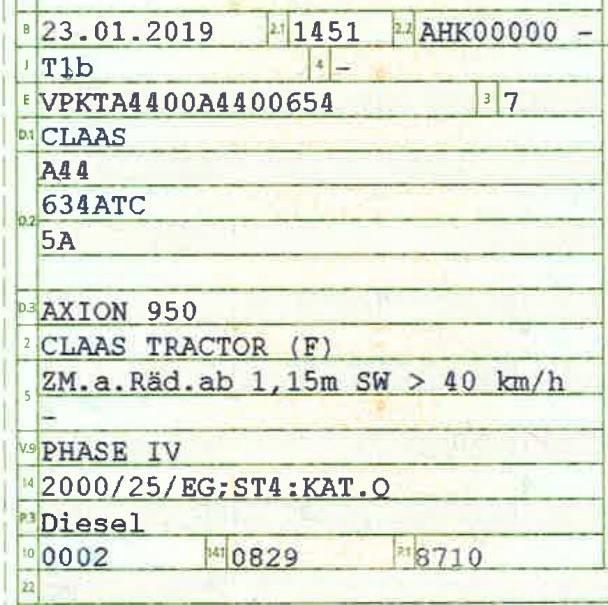 B 23.01.2019 2.1 1451 2.2 AHK00000 -
J T1b 4 -
E VPKTA4400A4400654 3 7
D.1 CLAAS
A44
D.2 634ATC
5A
D.3 AXION 950
2 CLAAS TRACTOR (F)
5 ZM.a.Räd.ab 1,15m SW > 40 km/h
-
V.9 PHASE IV
14 2000/25/EG;ST4:KAT.Q
P.3 Diesel
10 0002 14.1 0829 P.1 8710
22